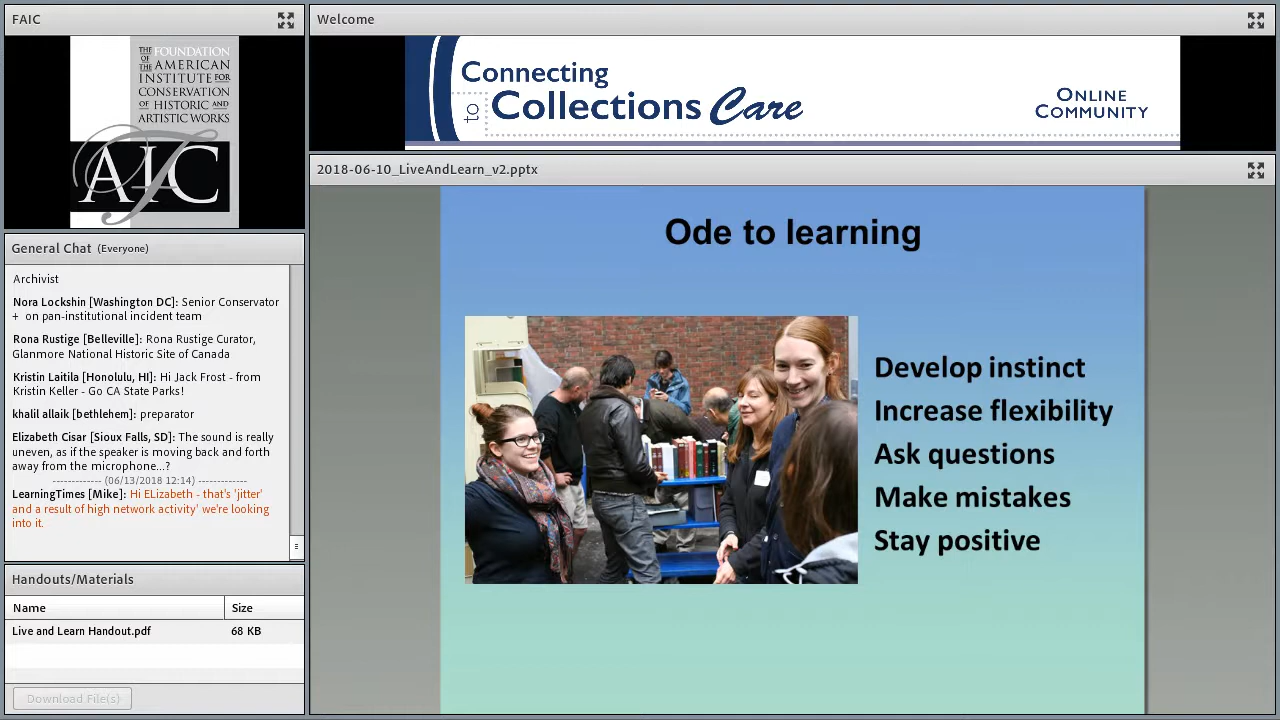 FAIC
THE FOUNDATION
OF THE AMERICAN
INSTITUTE FOR
CONSERVATION
OF HISTORIC AND
ARTISTIC WORKS
AIC
Welcome
Connecting
to Collections Care
ONLINE
COMMUNITY
General Chat (Everyone)
Archivist
Nora Lockshin [Washington DC]: Senior Conservator
+ on pan-institutional incident team
Rona Rustige [Belleville]: Rona Rustige Curator,
Glanmore National Historic Site of Canada
Kristin Laitila [Honolulu, HI]: Hi Jack Frost - from
Kristin Keller - Go CA State Parks!
khalil allaik [bethlehem]: preparator
Elizabeth Cisar [Sioux Falls, SD]: The sound is really
uneven, as if the speaker is moving back and forth
away from the microphone...?
------------ (06/13/2018 12:14) ------------
LearningTimes [Mike]: Hi ELizabeth - that's 'jitter'
and a result of high network activity' we're looking
into it.
Handouts/Materials
Name Size
Live and Learn Handout.pdf 68 KB
Download File(s)
2018-06-10_LiveAndLearn_v2.pptx
Ode to learning
Develop instinct
Increase flexibility
Ask questions
Make mistakes
Stay positive